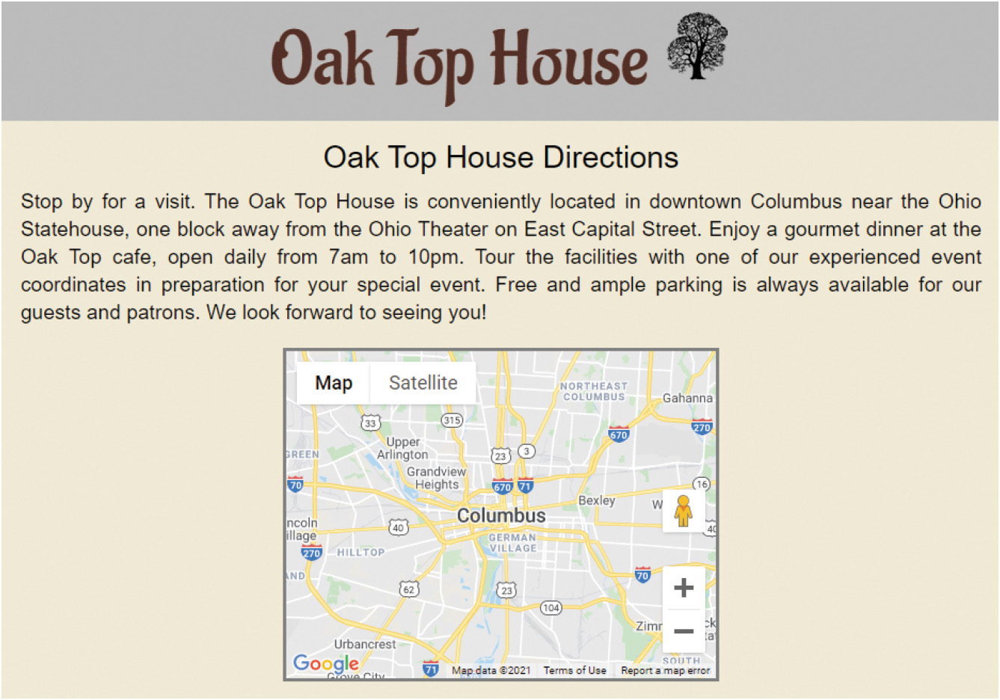 Oak Top House
Oak Top House Directions
Stop by for a visit. The Oak Top House is conveniently located in downtown Columbus near the Ohio
Statehouse, one block away from the Ohio Theater on East Capital Street. Enjoy a gourmet dinner at the
Oak Top cafe, open daily from 7am to 10pm. Tour the facilities with one of our experienced event
coordinates in preparation for your special event. Free and ample parking is always available for our
guests and patrons. We look forward to seeing you!
Map Satellite
NORTHEAST
COLUMBUS
Gahanna
33
315
670
270
Upper
Arlington
23
3
GREEN
Grandview
Heights
70
670
71
16
Bexley
W
Columbus
ncoln
illage
40
40
GERMAN
VILLAGE
270
HILLTOP
AND
70
62
23
104
Zimr
ck
Urbancrest
SOUTH
Google
Grove City
71
Map data ©2021 Terms of Use Report a map error